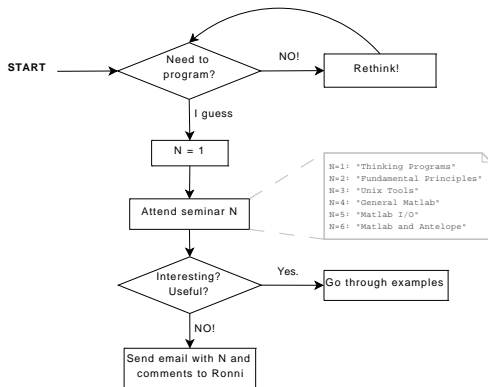 START
Need to
program?
NO!
Rethink!
I guess
N = 1
Attend seminar N
N=1: "Thinking Programs"
N=2: "Fundamental Principles"
N=3: "Unix Tools"
N=4: "General Matlab"
N=5: "Matlab I/O"
N=6: "Matlab and Antelope"
Interesting?
Useful?
Yes.
Go through examples
NO!
Send email with N and
comments to Ronni